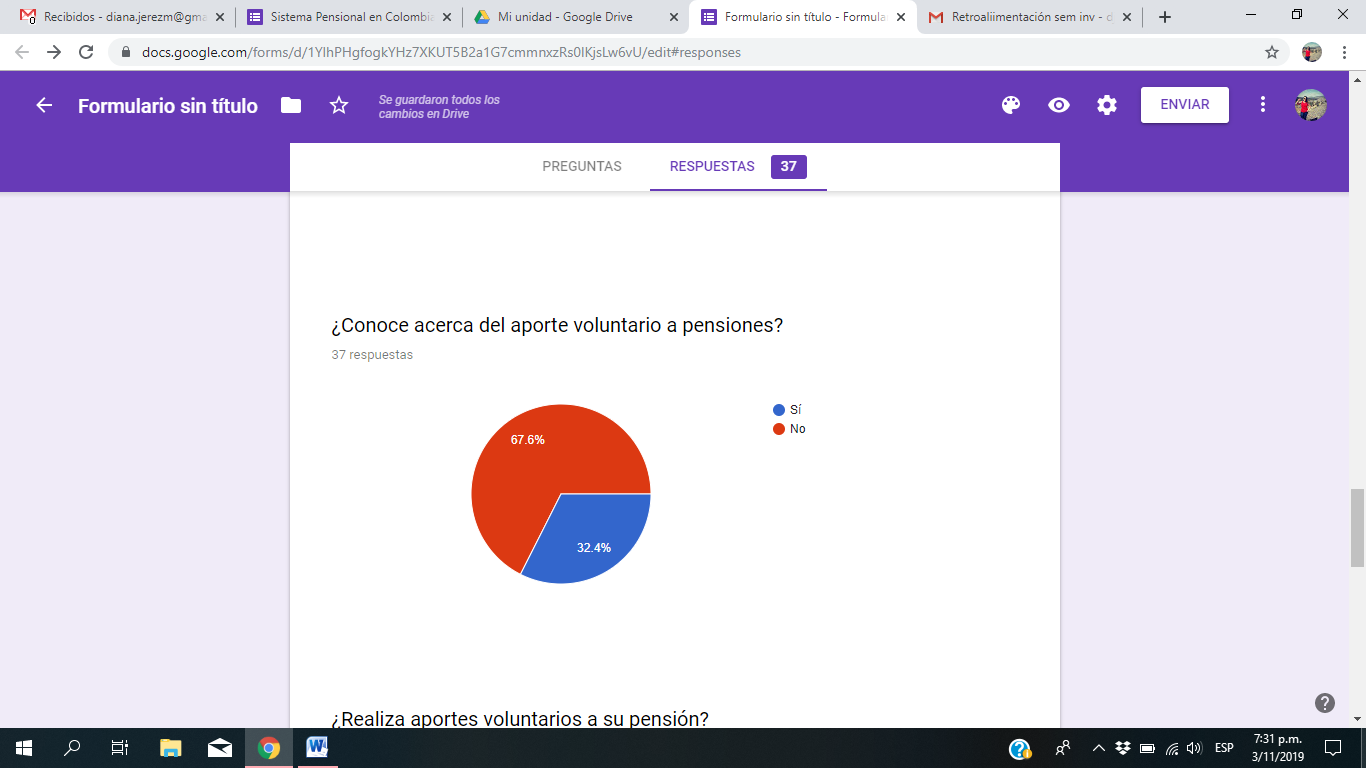 Recibidos - diana.jerezm@gma
Sistema Pensional en Colombia
Mi unidad - Google Drive
Formulario sin título - Formula
Retroaliimentación sem inv - d
docs.google.com/forms/d/1YlhPHgfogkYHz7XKUT5B2a1G7cmmnxzRs0lKjsLw6vU/edit#responses
Formulario sin título
Se guardaron todos los
cambios en Drive
ENVIAR
PREGUNTAS
RESPUESTAS
37
¿Conoce acerca del aporte voluntario a pensiones?
37 respuestas
Sí
No
67.6%
32.4%
¿Realiza aportes voluntarios a su pensión?
ESP
7:31 p.m.
3/11/2019